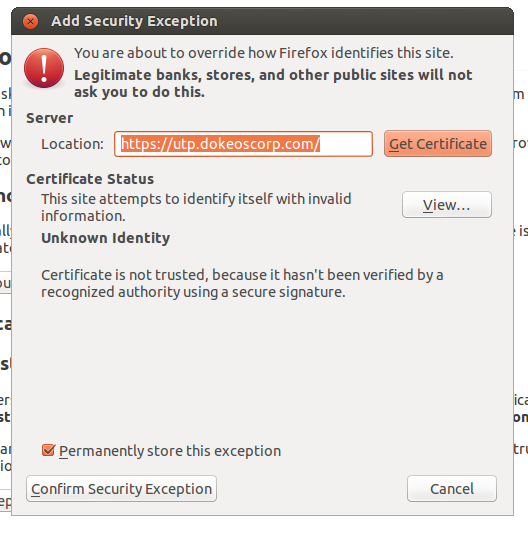 Add Security Exception
You are about to override how Firefox identifies this site.
Legitimate banks, stores, and other public sites will not
ask you to do this.
Server
Location: https://utp.dokeoscorp.com/ Get Certificate
Certificate Status
This site attempts to identify itself with invalid
information.
View...
Unknown Identity
Certificate is not trusted, because it hasn't been verified by a
recognized authority using a secure signature.
Permanently store this exception
Confirm Security Exception Cancel